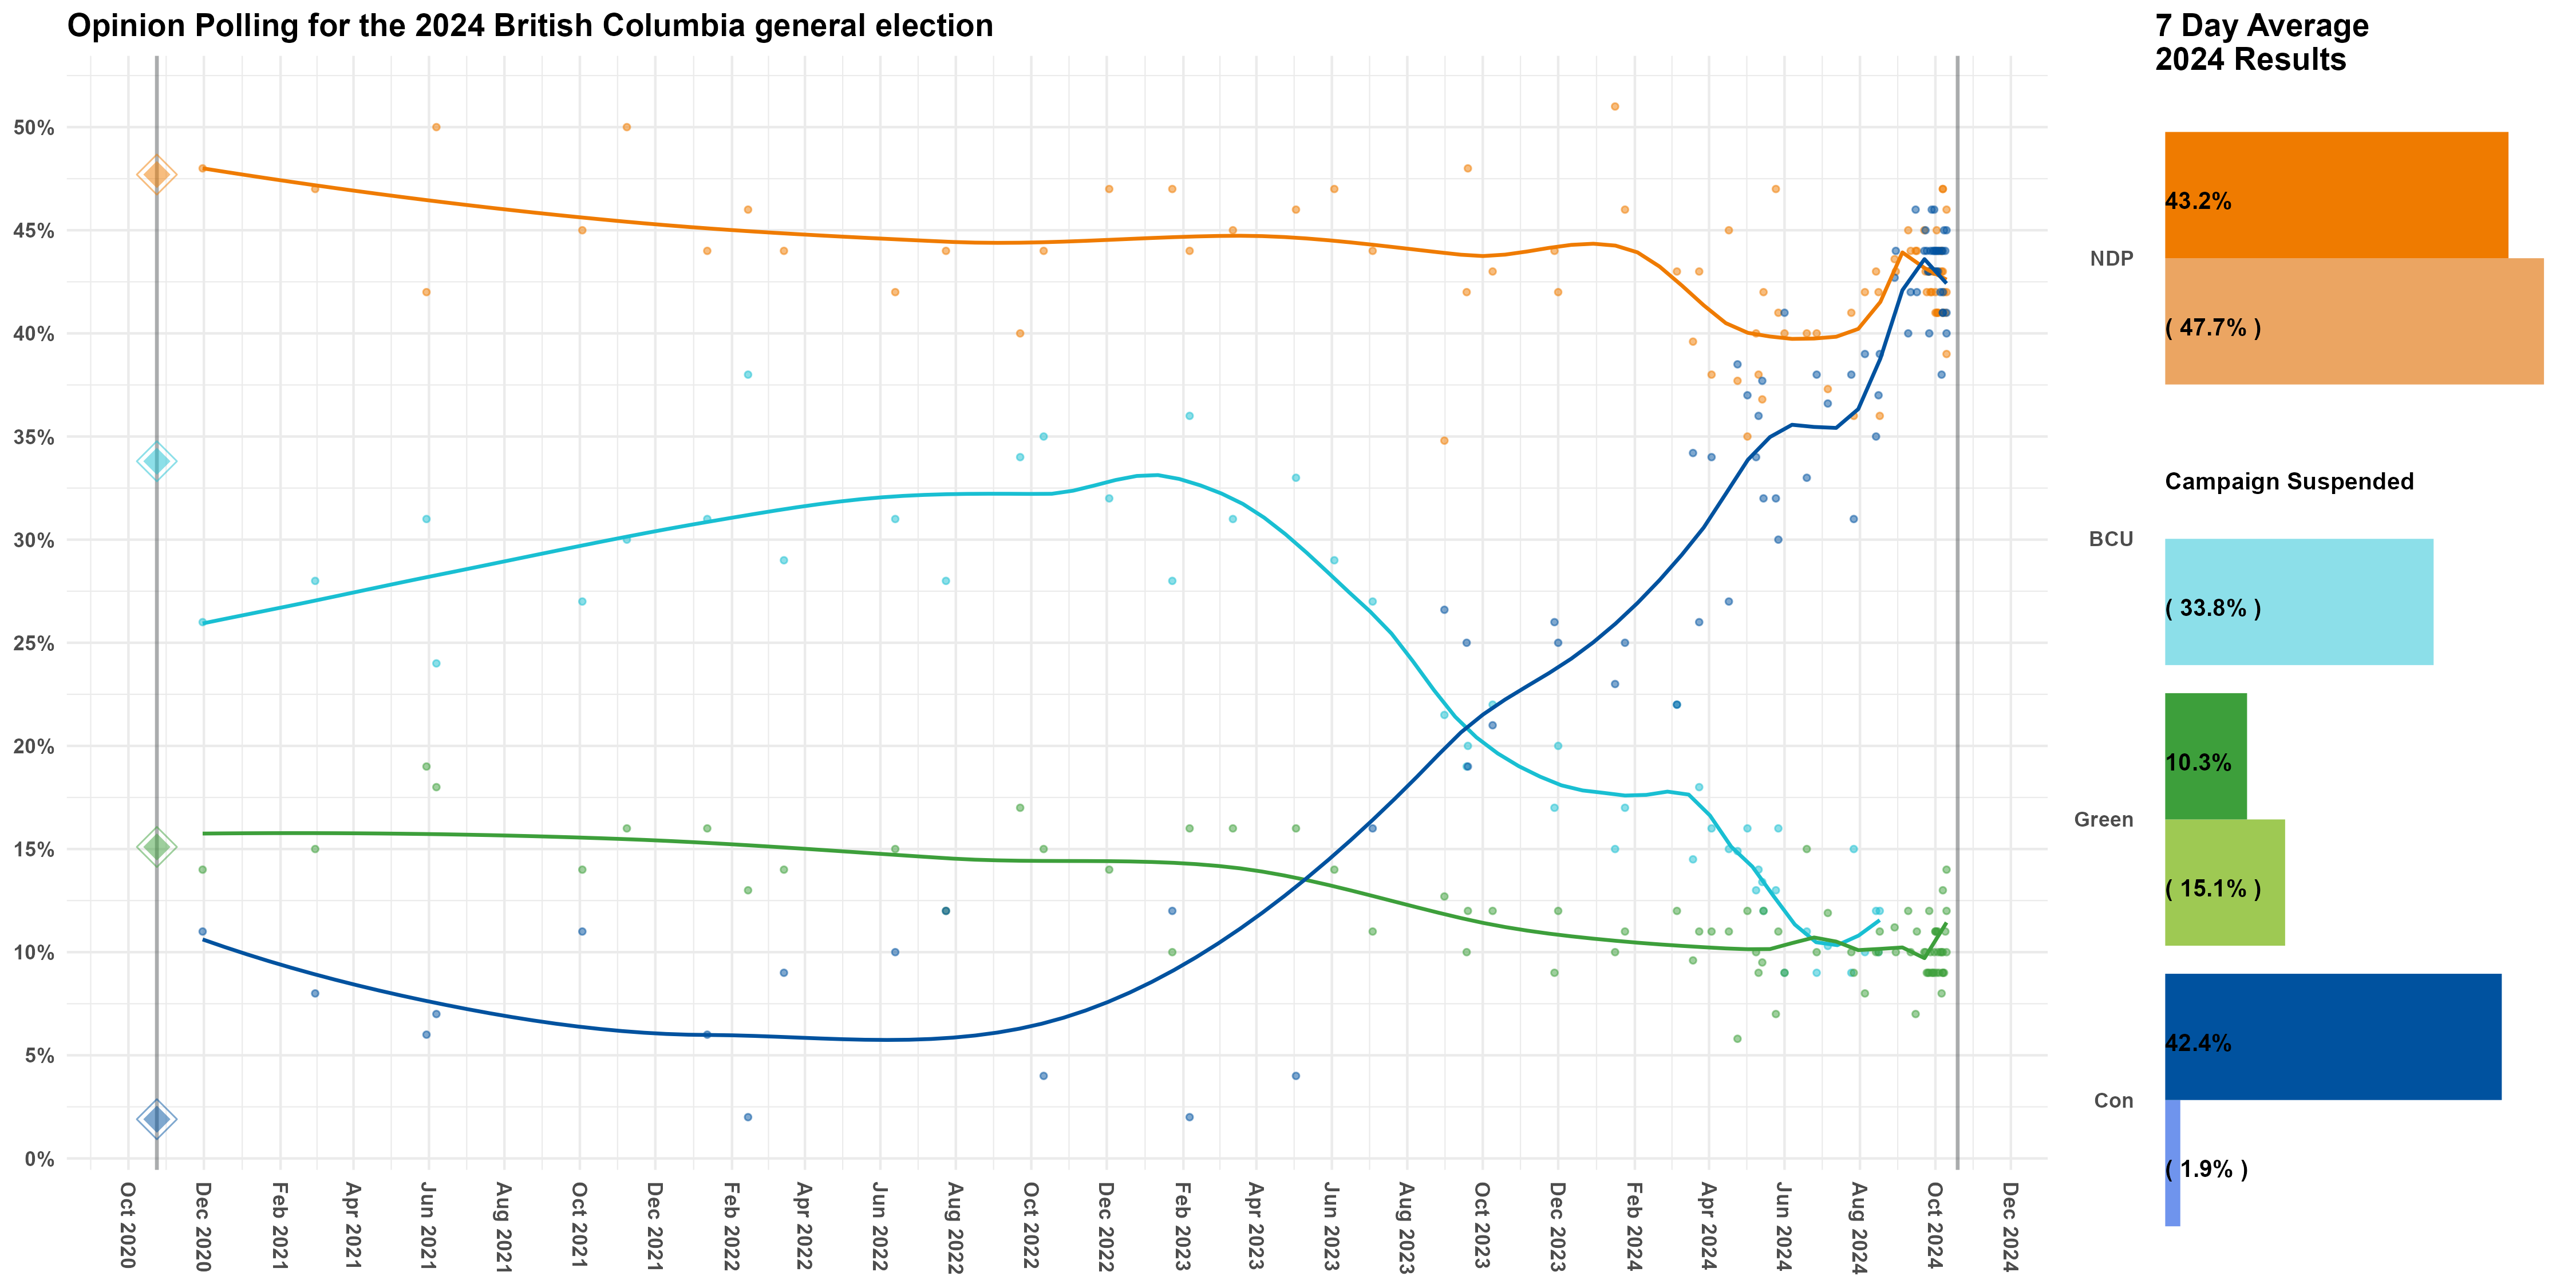 Opinion Polling for the 2024 British Columbia general election
50%
45%
40%
35%
30%
25%
20%
15%
10%
5%
0%
Oct 2020
Dec 2020
Feb 2021
Apr 2021
Jun 2021
Aug 2021
Oct 2021
Dec 2021
Feb 2022
Apr 2022
Jun 2022
Aug 2022
Oct 2022
Dec 2022
Feb 2023
Apr 2023
Jun 2023
Aug 2023
Oct 2023
Dec 2023
Feb 2024
Apr 2024
Jun 2024
Aug 2024
Oct 2024
Dec 2024
7 Day Average
2024 Results
43.2%
NDP
( 47.7% )
Campaign Suspended
BCU
( 33.8% )
10.3%
Green
( 15.1% )
42.4%
Con
( 1.9% )